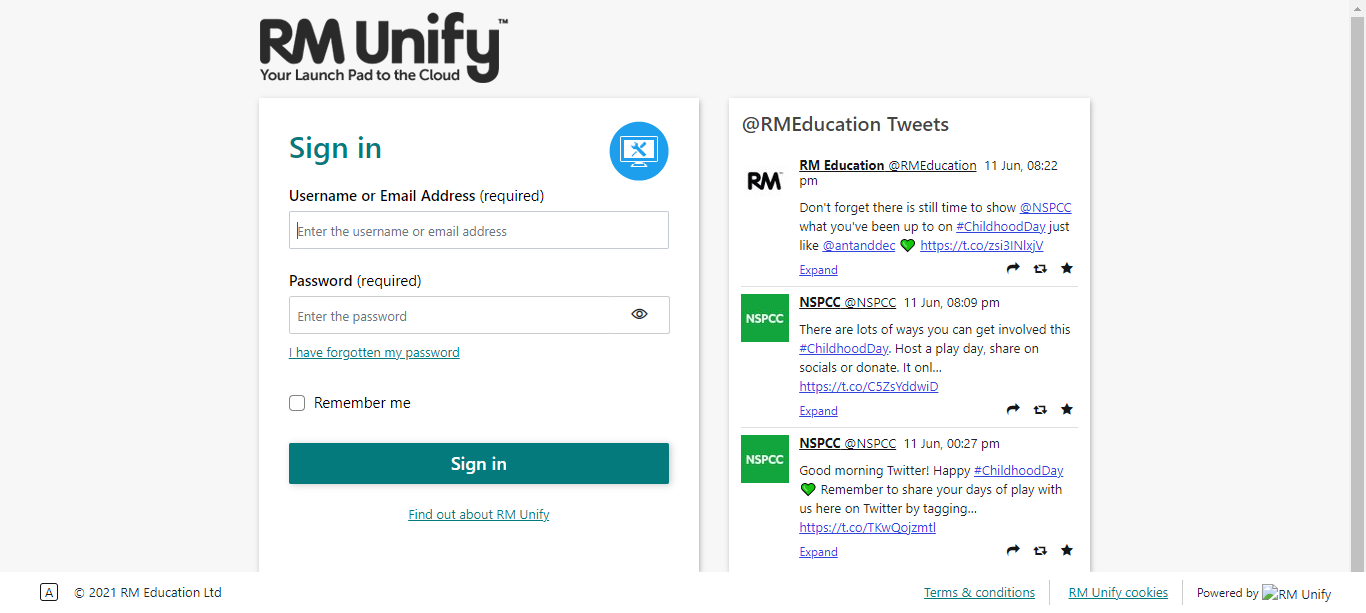 RM Unify™
Your Launch Pad to the Cloud
Sign in
Username or Email Address (required)
Enter the username or email address
Password (required)
Enter the password
I have forgotten my password
Remember me
Sign in
Find out about RM Unify
@RMEducation Tweets
RM
RM Education @RMEducation 11 Jun, 08:22
pm
Don't forget there is still time to show @NSPCC
what you've been up to on #ChildhoodDay just
like @antanddec 💚 https://t.co/zsi3INlxjV
Expand
NSPCC
NSPCC @NSPCC 11 Jun, 08:09 pm
There are lots of ways you can get involved this
#ChildhoodDay. Host a play day, share on
socials or donate. It onl...
https://t.co/C5ZsYddwiD
Expand
NSPCC
NSPCC @NSPCC 11 Jun, 00:27 pm
Good morning Twitter! Happy #ChildhoodDay
💚 Remember to share your days of play with
us here on Twitter by tagging...
https://t.co/TKwQojzmtl
Expand
A © 2021 RM Education Ltd
Terms & conditions
RM Unify cookies
Powered by RM Unify